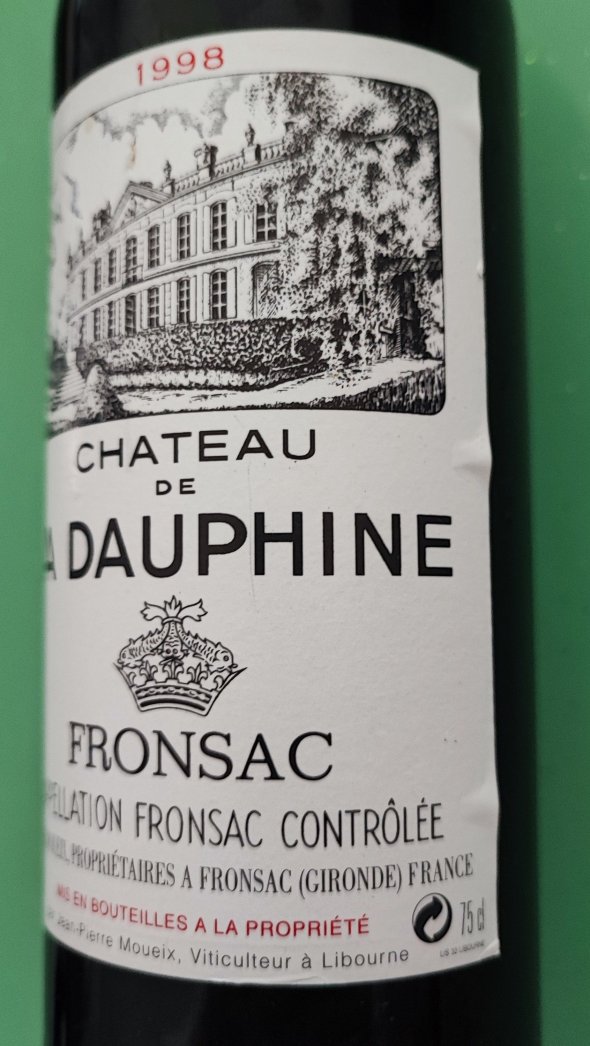 1998
CHATEAU
DE
DAUPHINE
FRONSAC
FRONSAC CONTRÔLÉE
PROPRIÉTAIRES A FRONSAC (GIRONDE) FRANCE
MIS EN BOUTEILLES A LA PROPRIÉTÉ
75 cl
Jean-Pierre Moueix, Viticulteur à Libourne